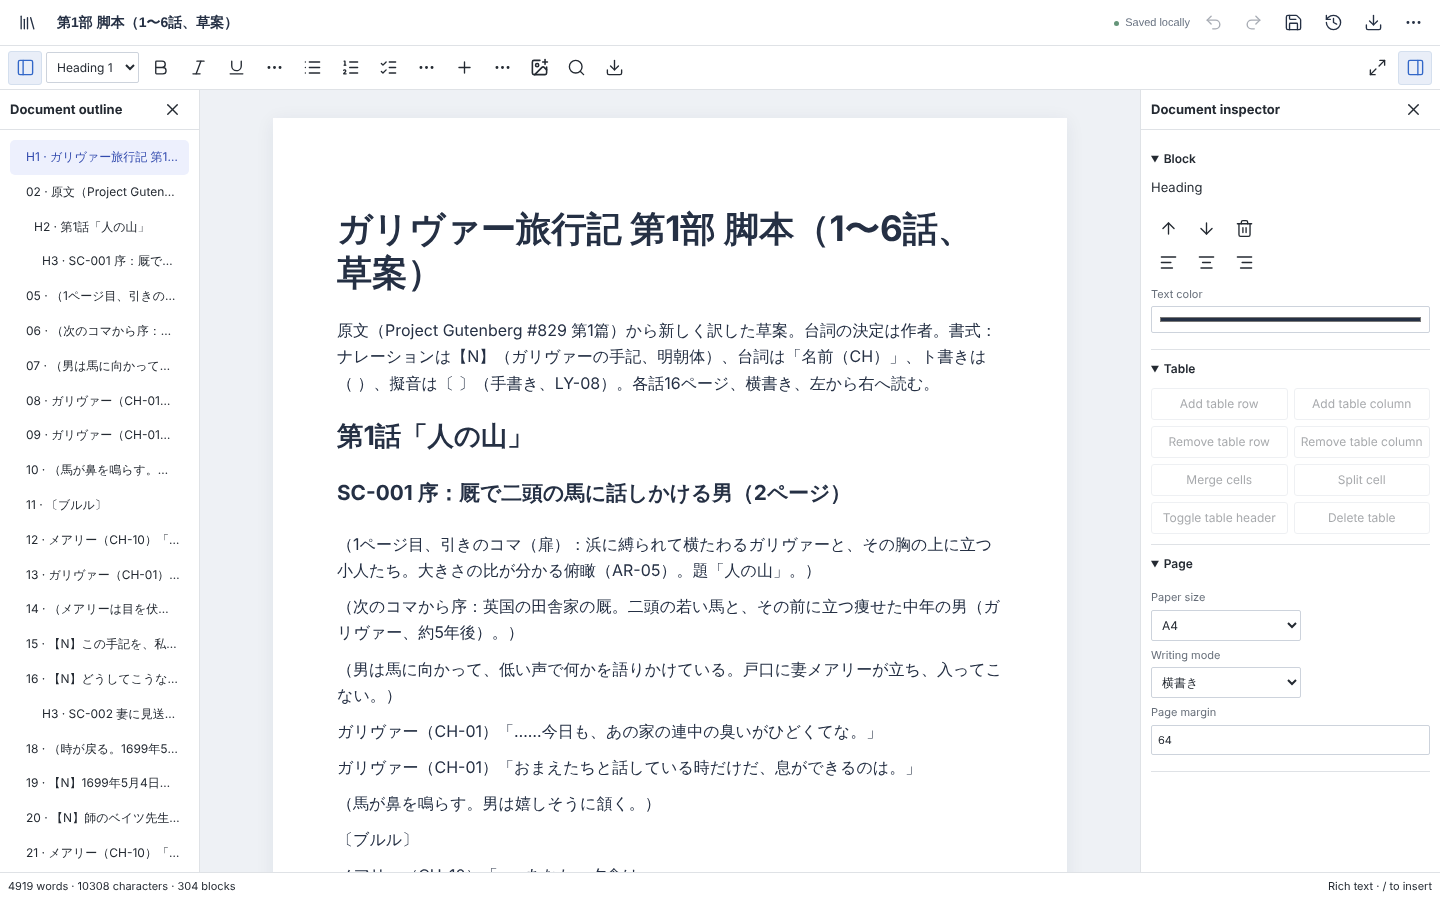 第1部 脚本（1〜6話、草案）
Saved locally
Heading 1
Document outline
H1 · ガリヴァー旅行記 第1...
02 · 原文（Project Guten...
H2 · 第1話「人の山」
H3 · SC-001 序：厩で...
05 · （1ページ目、引きの...
06 · （次のコマから序：...
07 · （男は馬に向かって...
08 · ガリヴァー（CH-01...
09 · ガリヴァー（CH-01...
10 · （馬が鼻を鳴らす。...
11 · 〔ブルル〕
12 · メアリー（CH-10）「...
13 · ガリヴァー（CH-01）...
14 · （メアリーは目を伏...
15 · 【N】この手記を、私...
16 · 【N】どうしてこうな...
H3 · SC-002 妻に見送...
18 · （時が戻る。1699年5...
19 · 【N】1699年5月4日...
20 · 【N】師のベイツ先生...
21 · メアリー（CH-10）「...
ガリヴァー旅行記 第1部 脚本（1〜6話、
草案）
原文（Project Gutenberg #829 第1篇）から新しく訳した草案。台詞の決定は作者。書式：
ナレーションは【N】（ガリヴァーの手記、明朝体）、台詞は「名前（CH）」、ト書きは
（ ）、擬音は〔 〕（手書き、LY-08）。各話16ページ、横書き、左から右へ読む。
第1話「人の山」
SC-001 序：厩で二頭の馬に話しかける男（2ページ）
（1ページ目、引きのコマ（扉）：浜に縛られて横たわるガリヴァーと、その胸の上に立つ
小人たち。大きさの比が分かる俯瞰（AR-05）。題「人の山」。）
（次のコマから序：英国の田舎家の厩。二頭の若い馬と、その前に立つ痩せた中年の男（ガ
リヴァー、約5年後）。）
（男は馬に向かって、低い声で何かを語りかけている。戸口に妻メアリーが立ち、入ってこ
ない。）
ガリヴァー（CH-01）「……今日も、あの家の連中の臭いがひどくてな。」
ガリヴァー（CH-01）「おまえたちと話している時だけだ、息ができるのは。」
（馬が鼻を鳴らす。男は嬉しそうに頷く。）
〔ブルル〕
Document inspector
Block
Heading
Text color
Table
Add table row
Add table column
Remove table row
Remove table column
Merge cells
Split cell
Toggle table header
Delete table
Page
Paper size
A4
Writing mode
横書き
Page margin
64
4919 words · 10308 characters · 304 blocks
Rich text · / to insert